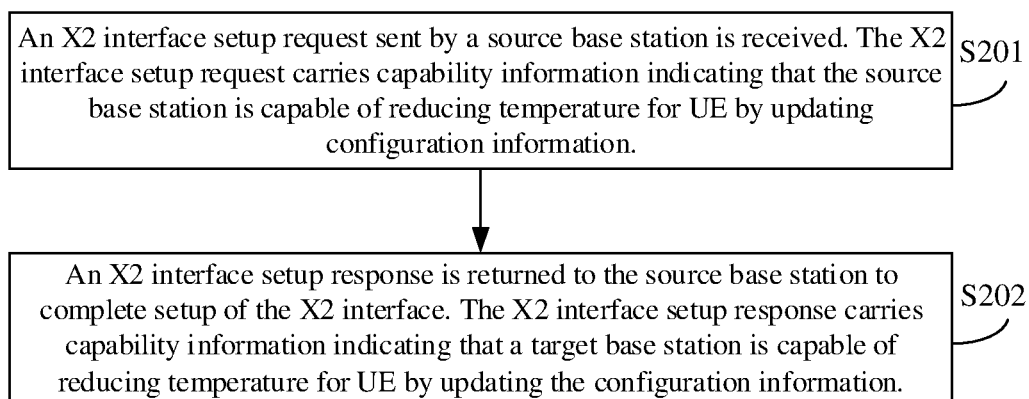 An X2 interface setup request sent by a source base station is received. The X2
interface setup request carries capability information indicating that the source
base station is capable of reducing temperature for UE by updating
configuration information.
S201
An X2 interface setup response is returned to the source base station to
complete setup of the X2 interface. The X2 interface setup response carries
capability information indicating that a target base station is capable of
reducing temperature for UE by updating the configuration information.
S202